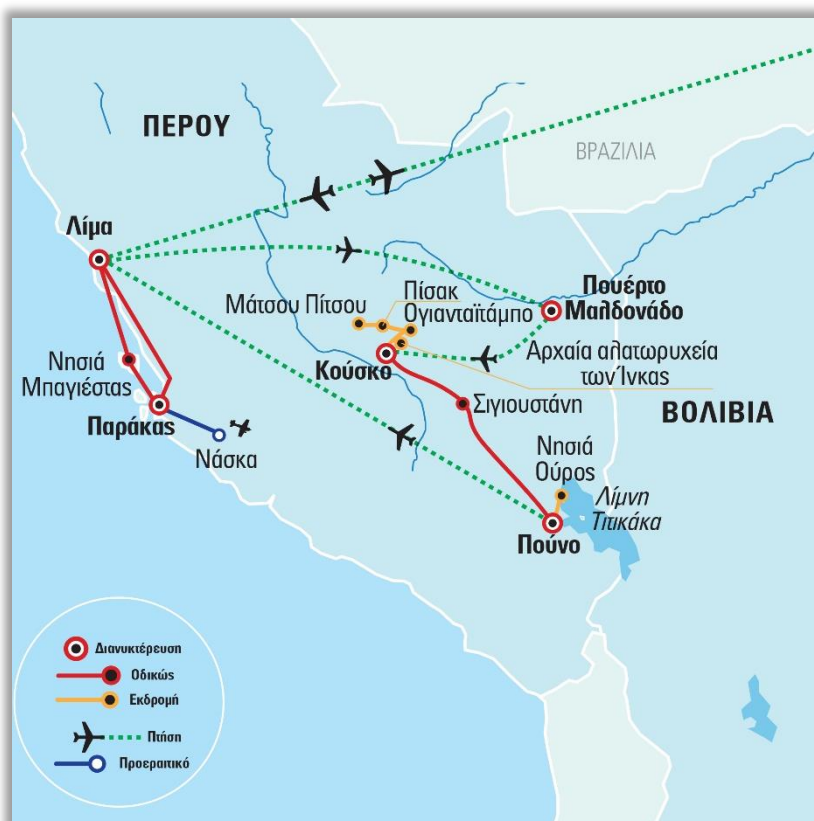 ΠΕΡΟΥ
ΒΡΑΖΙΛΙΑ
Λίμα
Πουέρτο
Μαλδονάδο
Πίσακ
Μάτσου Πίτσου
Ογιανταϊτάμπο
Αρχαία αλατωρυχεία
των Ίνκας
Κούσκο
Νησιά
Μπαγιέστας
Σιγιουστάνη
ΒΟΛΙΒΙΑ
Παράκας
Νάσκα
Νησιά
Ούρος
Λίμνη
Τιτικάκα
Πούνο
Διανυκτέρευση
Οδικώς
Εκδρομή
Πτήση
Προεραιτικό